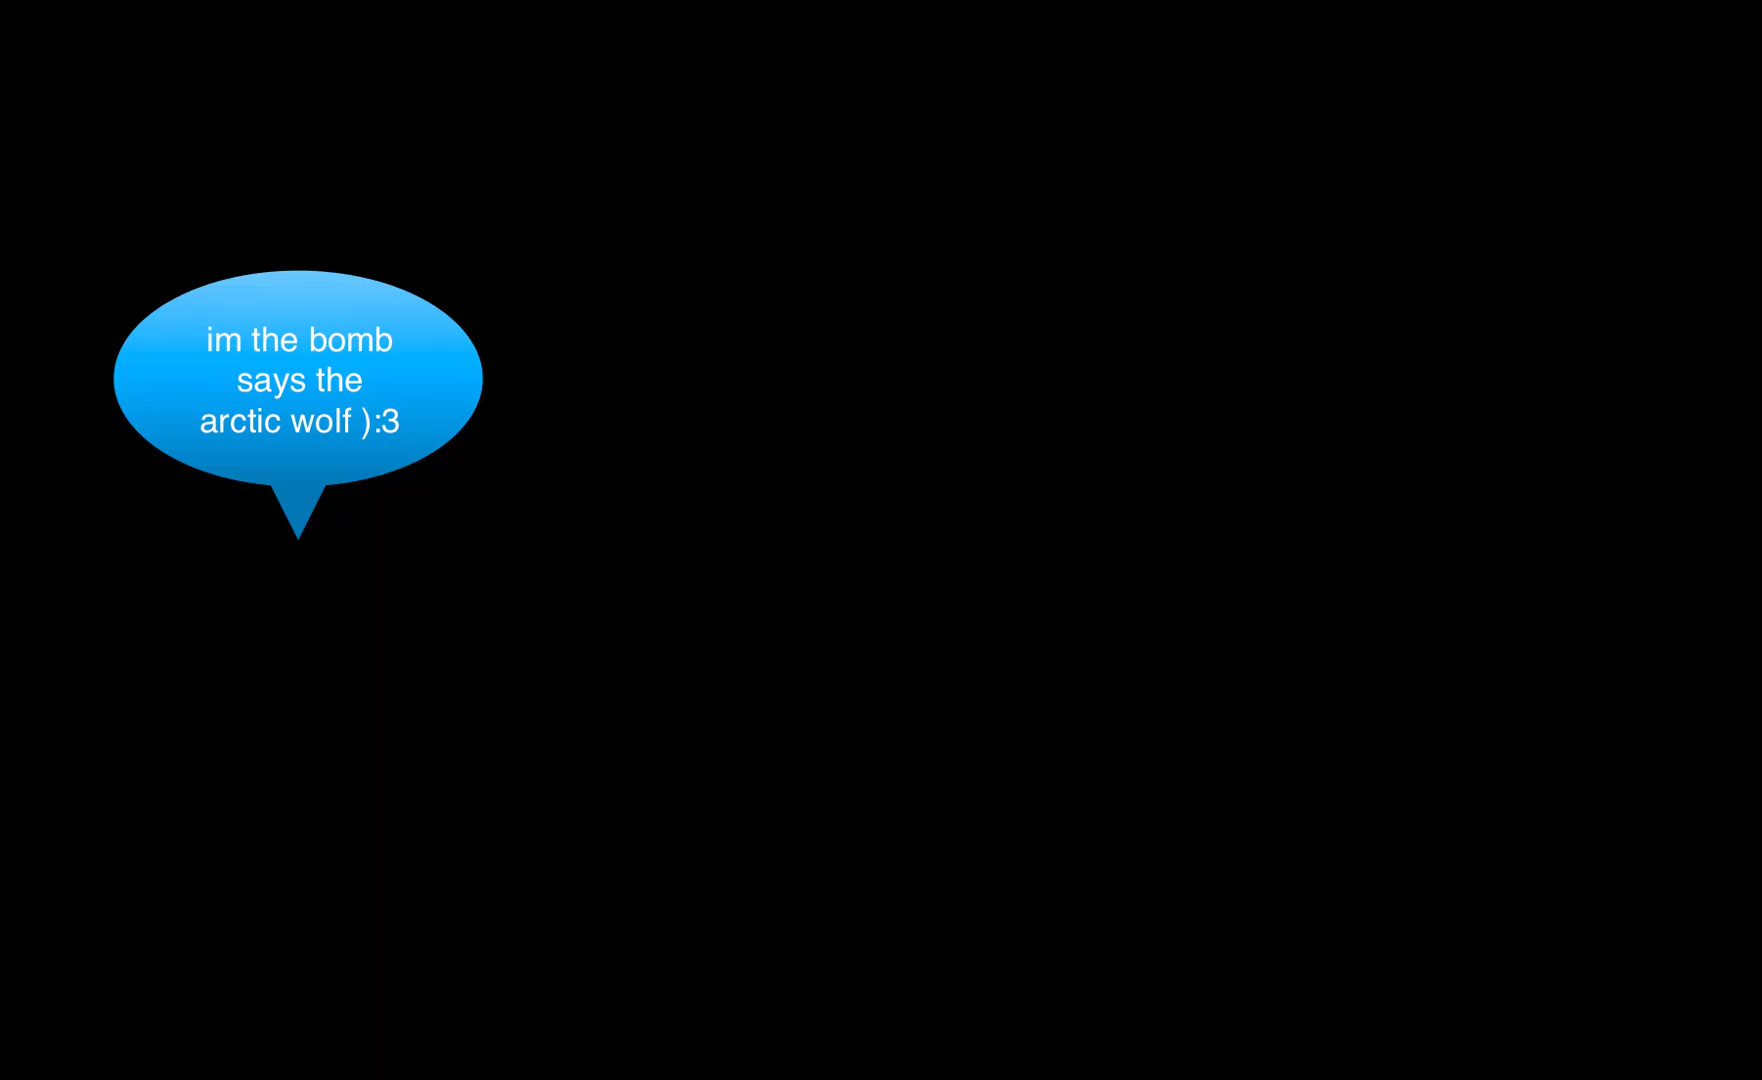 im the bomb
says the
arctic wolf ):3